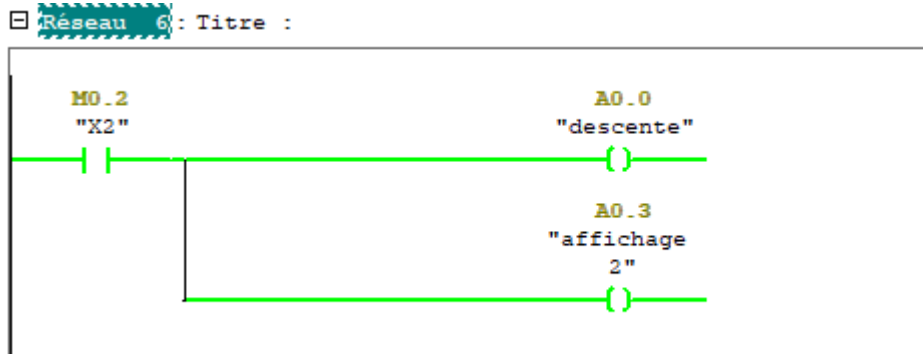 Réseau 6 : Titre :
M0.2
"X2"
A0.0
"descente"
A0.3
"affichage
2"